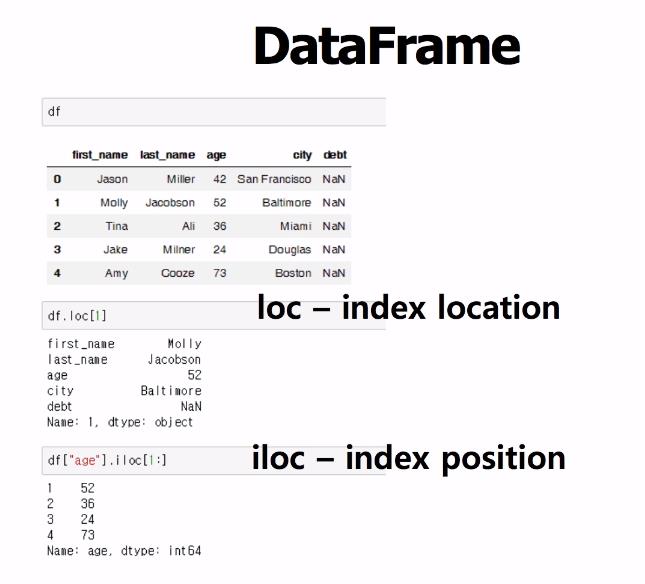 DataFrame
df
first_name last_name age city debt
0 Jason Miller 42 San Francisco NaN
1 Molly Jacobson 52 Baltimore NaN
2 Tina Ali 36 Miami NaN
3 Jake Milner 24 Douglas NaN
4 Amy Cooze 73 Boston NaN
loc – index location
df.loc[1]
first_name Molly
last_name Jacobson
age 52
city Baltimore
debt NaN
Name: 1, dtype: object
iloc – index position
df["age"].iloc[1:]
1 52
2 36
3 24
4 73
Name: age, dtype: int64